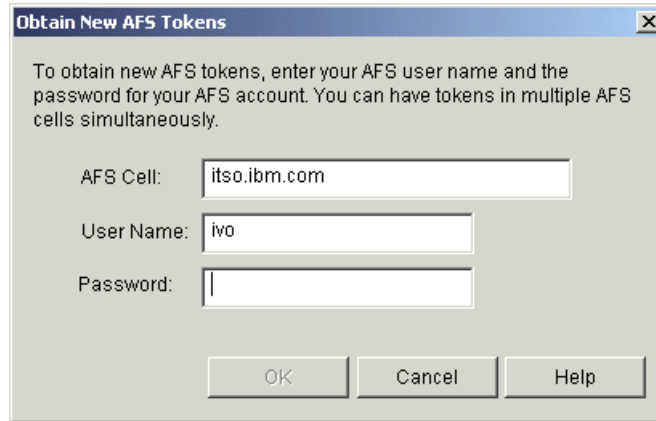 Obtain New AFS Tokens
To obtain new AFS tokens, enter your AFS user name and the
password for your AFS account. You can have tokens in multiple AFS
cells simultaneously.
AFS Cell: itso.ibm.com
User Name: ivo
Password:
OK Cancel Help